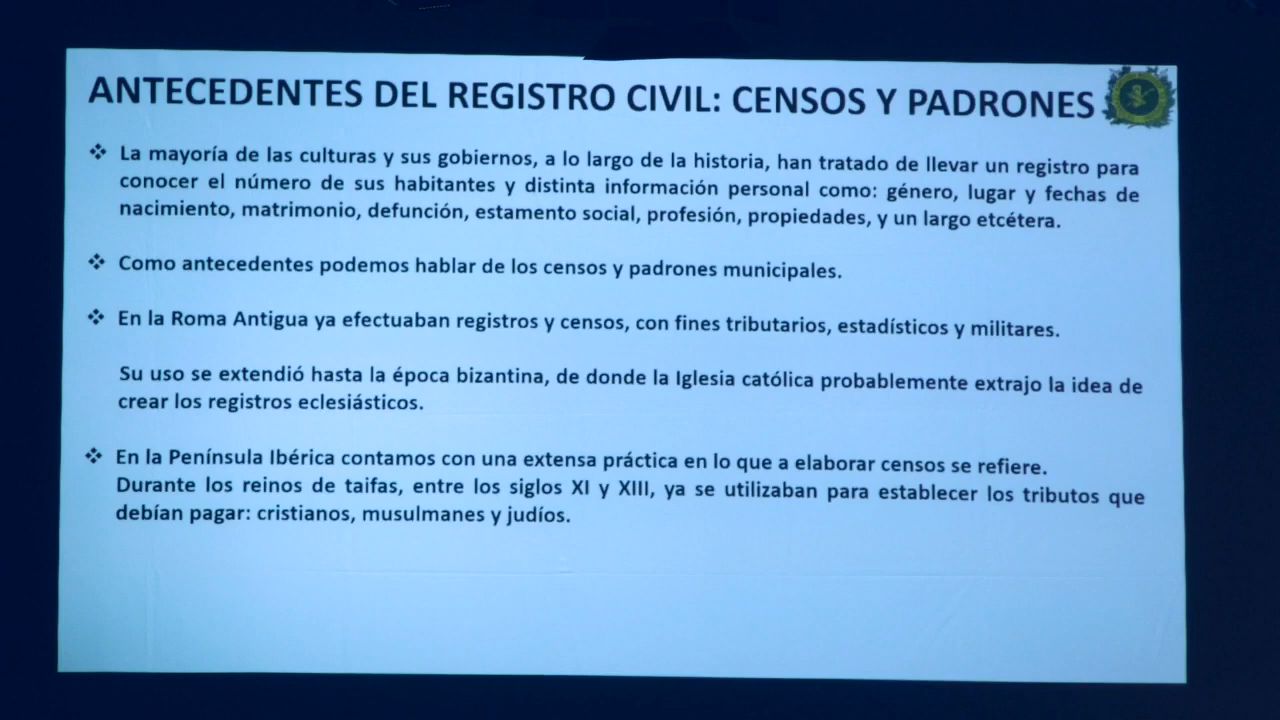 ANTECEDENTES DEL REGISTRO CIVIL: CENSOS Y PADRONES
❖ La mayoría de las culturas y sus gobiernos, a lo largo de la historia, han tratado de llevar un registro para
conocer el número de sus habitantes y distinta información personal como: género, lugar y fechas de
nacimiento, matrimonio, defunción, estamento social, profesión, propiedades, y un largo etcétera.
❖ Como antecedentes podemos hablar de los censos y padrones municipales.
❖ En la Roma Antigua ya efectuaban registros y censos, con fines tributarios, estadísticos y militares.
Su uso se extendió hasta la época bizantina, de donde la Iglesia católica probablemente extrajo la idea de
crear los registros eclesiásticos.
❖ En la Península Ibérica contamos con una extensa práctica en lo que a elaborar censos se refiere.
Durante los reinos de taifas, entre los siglos XI y XIII, ya se utilizaban para establecer los tributos que
debían pagar: cristianos, musulmanes y judíos.